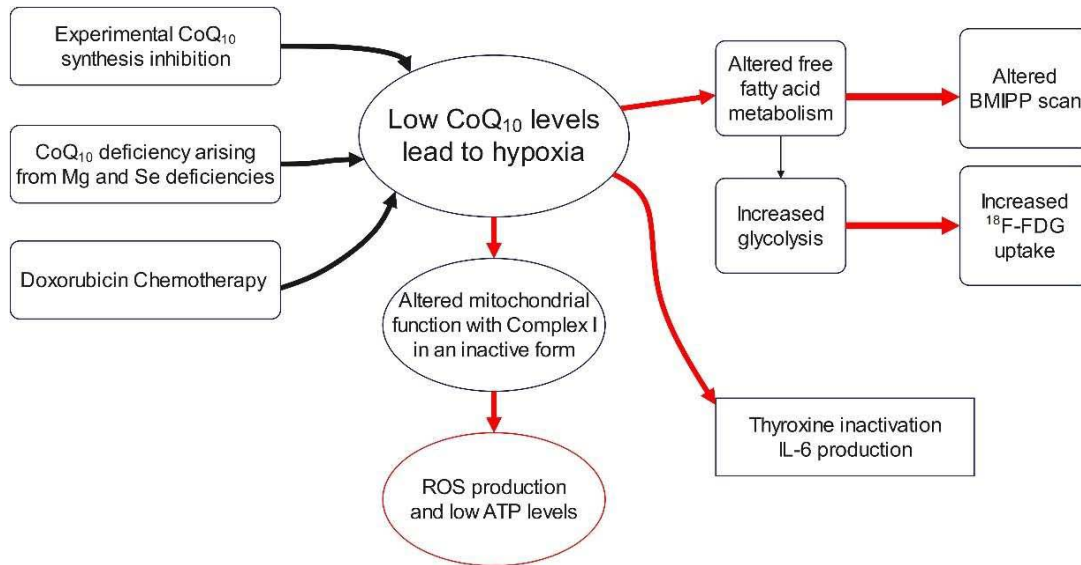 Experimental CoQ₁₀
synthesis inhibition
CoQ₁₀ deficiency arising
from Mg and Se deficiencies
Doxorubicin Chemotherapy
Low CoQ₁₀ levels
lead to hypoxia
Altered mitochondrial
function with Complex I
in an inactive form
ROS production
and low ATP levels
Altered free
fatty acid
metabolism
Altered
BMIPP scan
Increased
glycolysis
Increased
¹⁸F-FDG
uptake
Thyroxine inactivation
IL-6 production